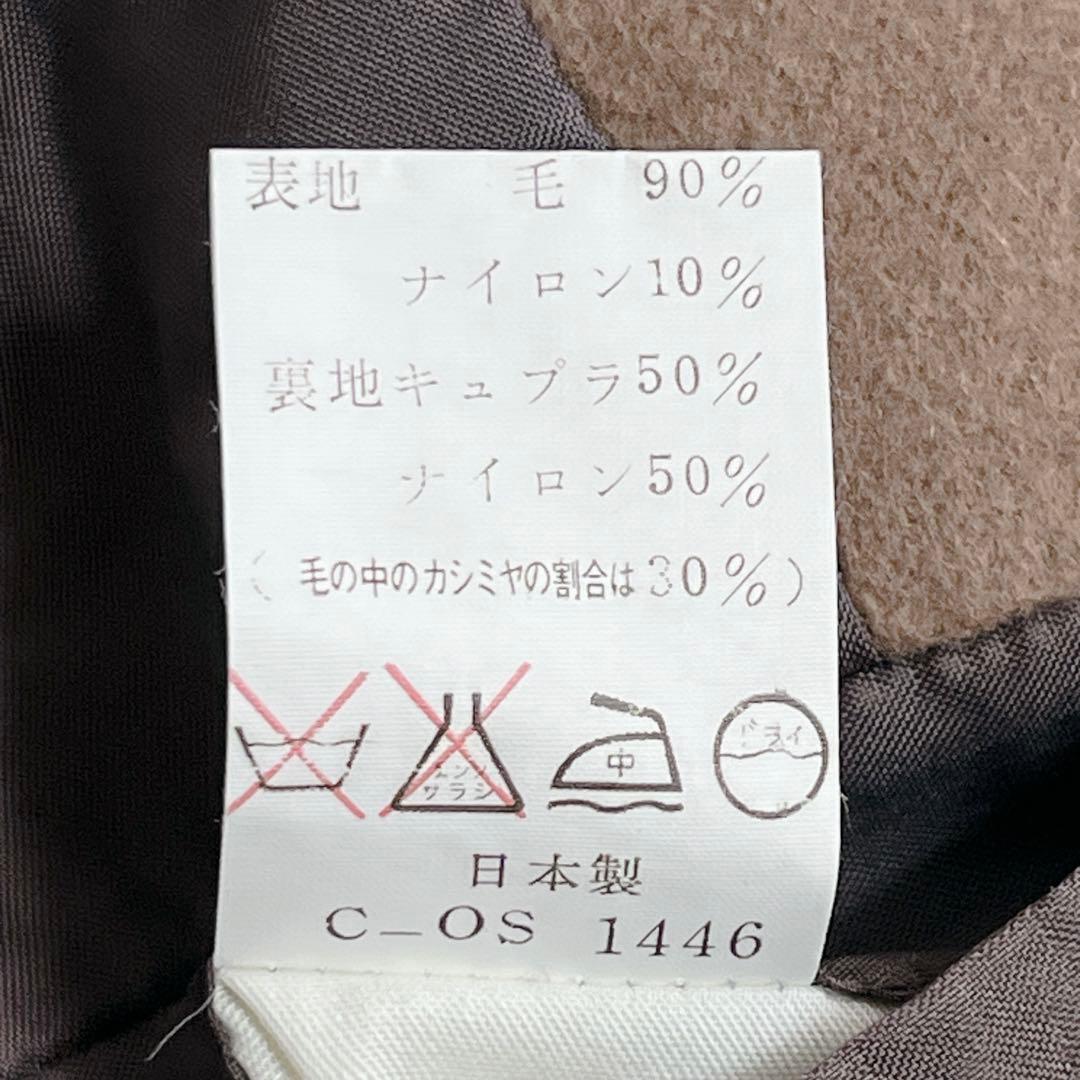 表地 毛 90%
ナイロン10%
裏地キュプラ50%
ナイロン50%
( 毛の中のカシミヤの割合は30%)
エンソ
サラシ
中
ドライ
日本製
C-OS 1446